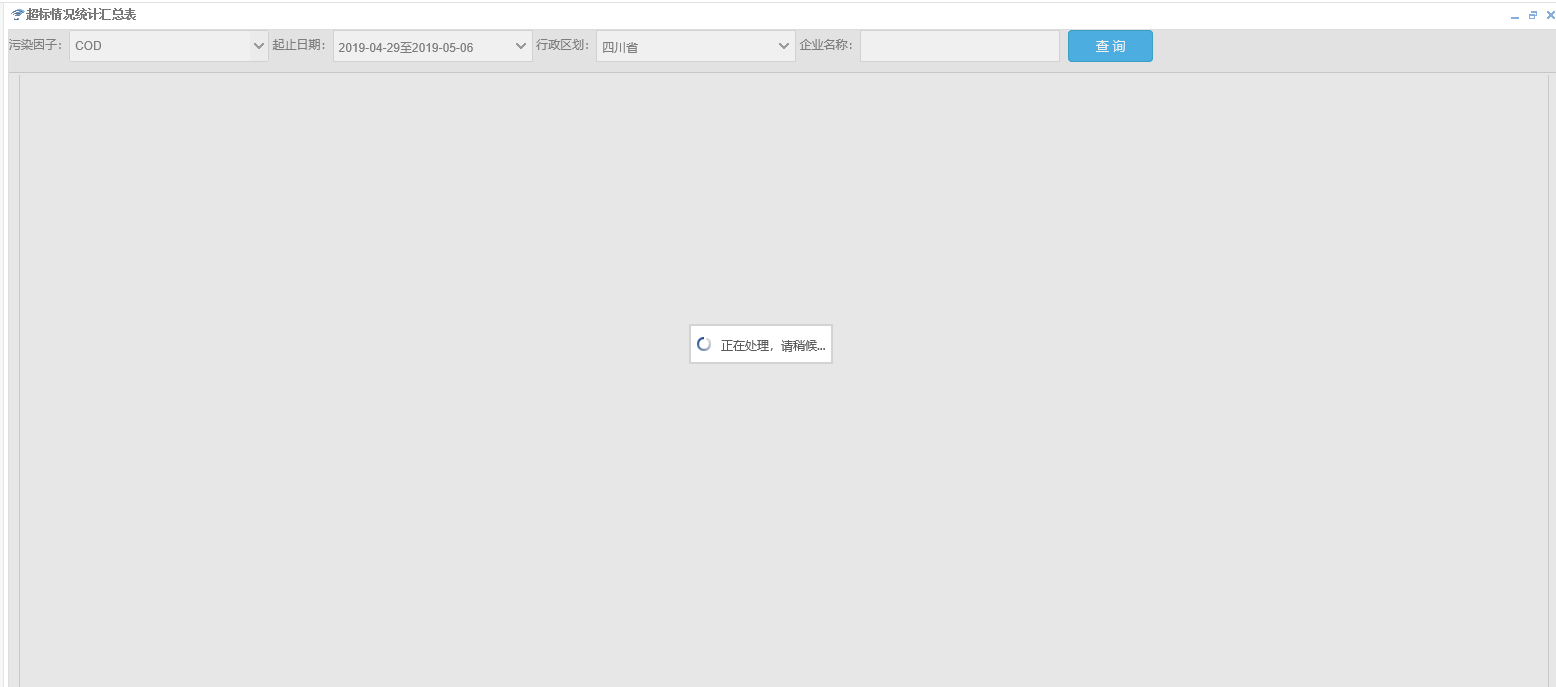 超标情况统计汇总表
污染因子： COD 起止日期： 2019-04-29至2019-05-06 行政区划： 四川省 企业名称： 查 询
正在处理，请稍候...